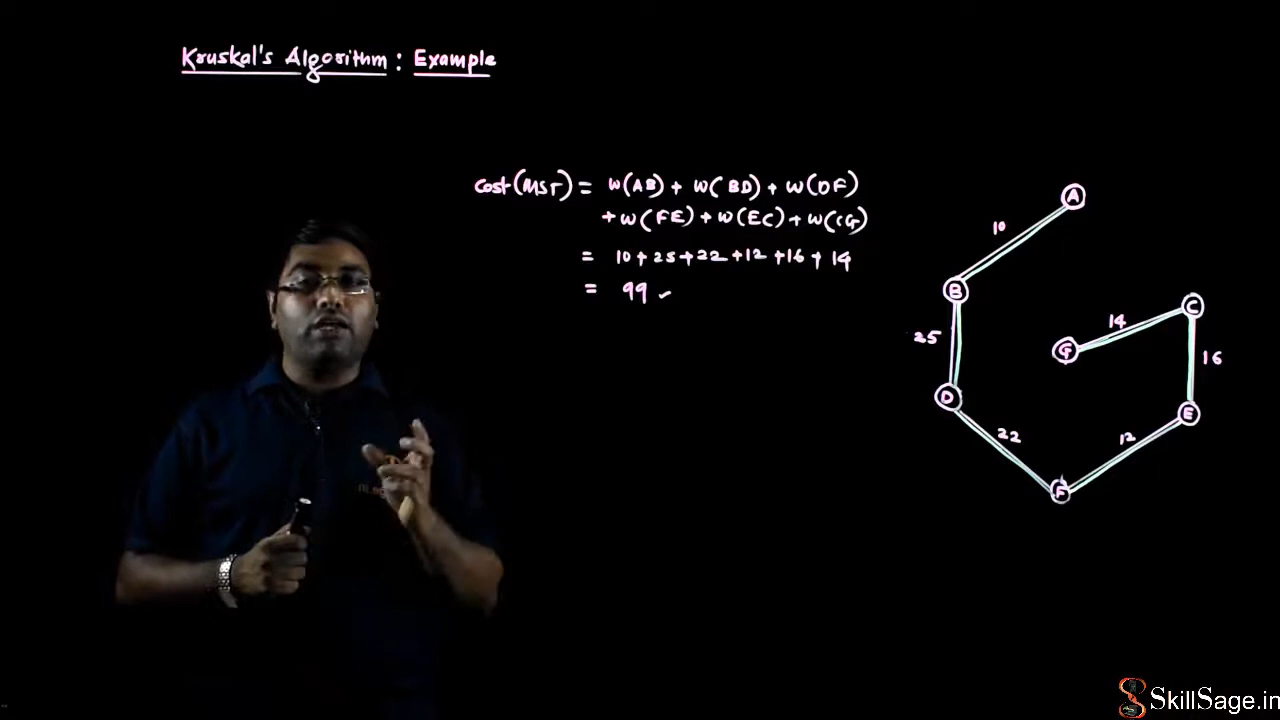 Kruskal's Algorithm : Example
Cost(MST) = W(AB) + W(BD) + W(DF)
+ W(FE) + W(EC) + W(CG)
= 10 + 25 + 22 + 12 + 16 + 14
= 99 ✓
A
10
B
C
14
25
G
16
D
E
22
12
F
SkillSage.in